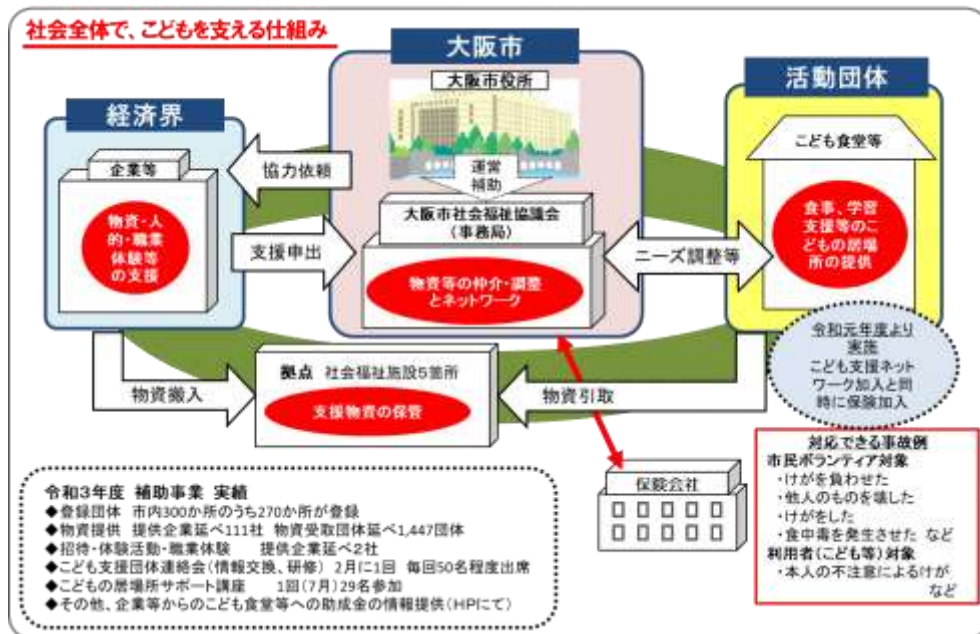 社会全体で、こどもを支える仕組み
大阪市
大阪市役所
運営
補助
大阪市社会福祉協議会
(事務局)
物資等の仲介・調整
とネットワーク
経済界
企業等
物資・人
的・職業
体験等
の支援
協力依頼
支援申出
活動団体
こども食堂等
食事、学習
支援等のこ
どもの居場
所の提供
ニーズ調整等
令和元年度より
実施
こども支援ネット
ワーク加入と同
時に保険加入
物資搬入
拠点 社会福祉施設5箇所
支援物資の保管
物資引取
保険会社
対応できる事故例
市民ボランティア対象
・けがを負わせた
・他人のものを壊した
・けがをした
・食中毒を発生させた など
利用者(こども等)対象
・本人の不注意によるけが
など
令和3年度 補助事業 実績
◆登録団体 市内300か所のうち270か所が登録
◆物資提供 提供企業延べ111社 物資受取団体延べ1,447団体
◆招待・体験活動・職業体験 提供企業延べ2社
◆こども支援団体連絡会(情報交換、研修) 2月に1回 毎回50名程度出席
◆こどもの居場所サポート講座 1回(7月)29名参加
◆その他、企業等からのこども食堂等への助成金の情報提供(HPにて)